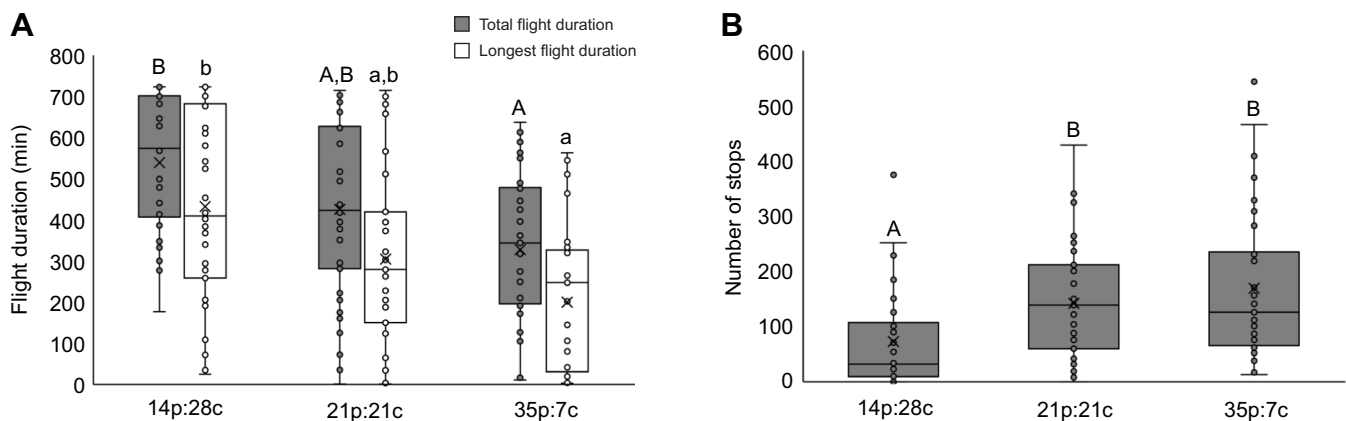 A
Total flight duration
Longest flight duration
Flight duration (min)
800
700
600
500
400
300
200
100
0
B
b
A,B
a,b
A
a
14p:28c
21p:21c
35p:7c
B
Number of stops
600
500
400
300
200
100
0
A
B
B
14p:28c
21p:21c
35p:7c